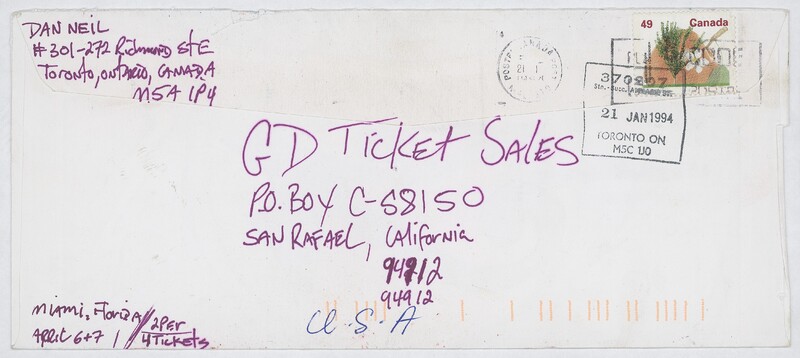 DAN NEIL
#301-272 Richmond St E
Toronto, Ontario, CANADA
M5A 1P4
49 Canada
370207
21 JAN 1994
TORONTO ON
M5C 1J0
GD TICKET SALES
P.O. BOX C-S8150
SAN RAFAEL, California
94912
94912
U.S.A
Miami, Florida // 2 Per
APRIL 6+7 // 4 TICKETS